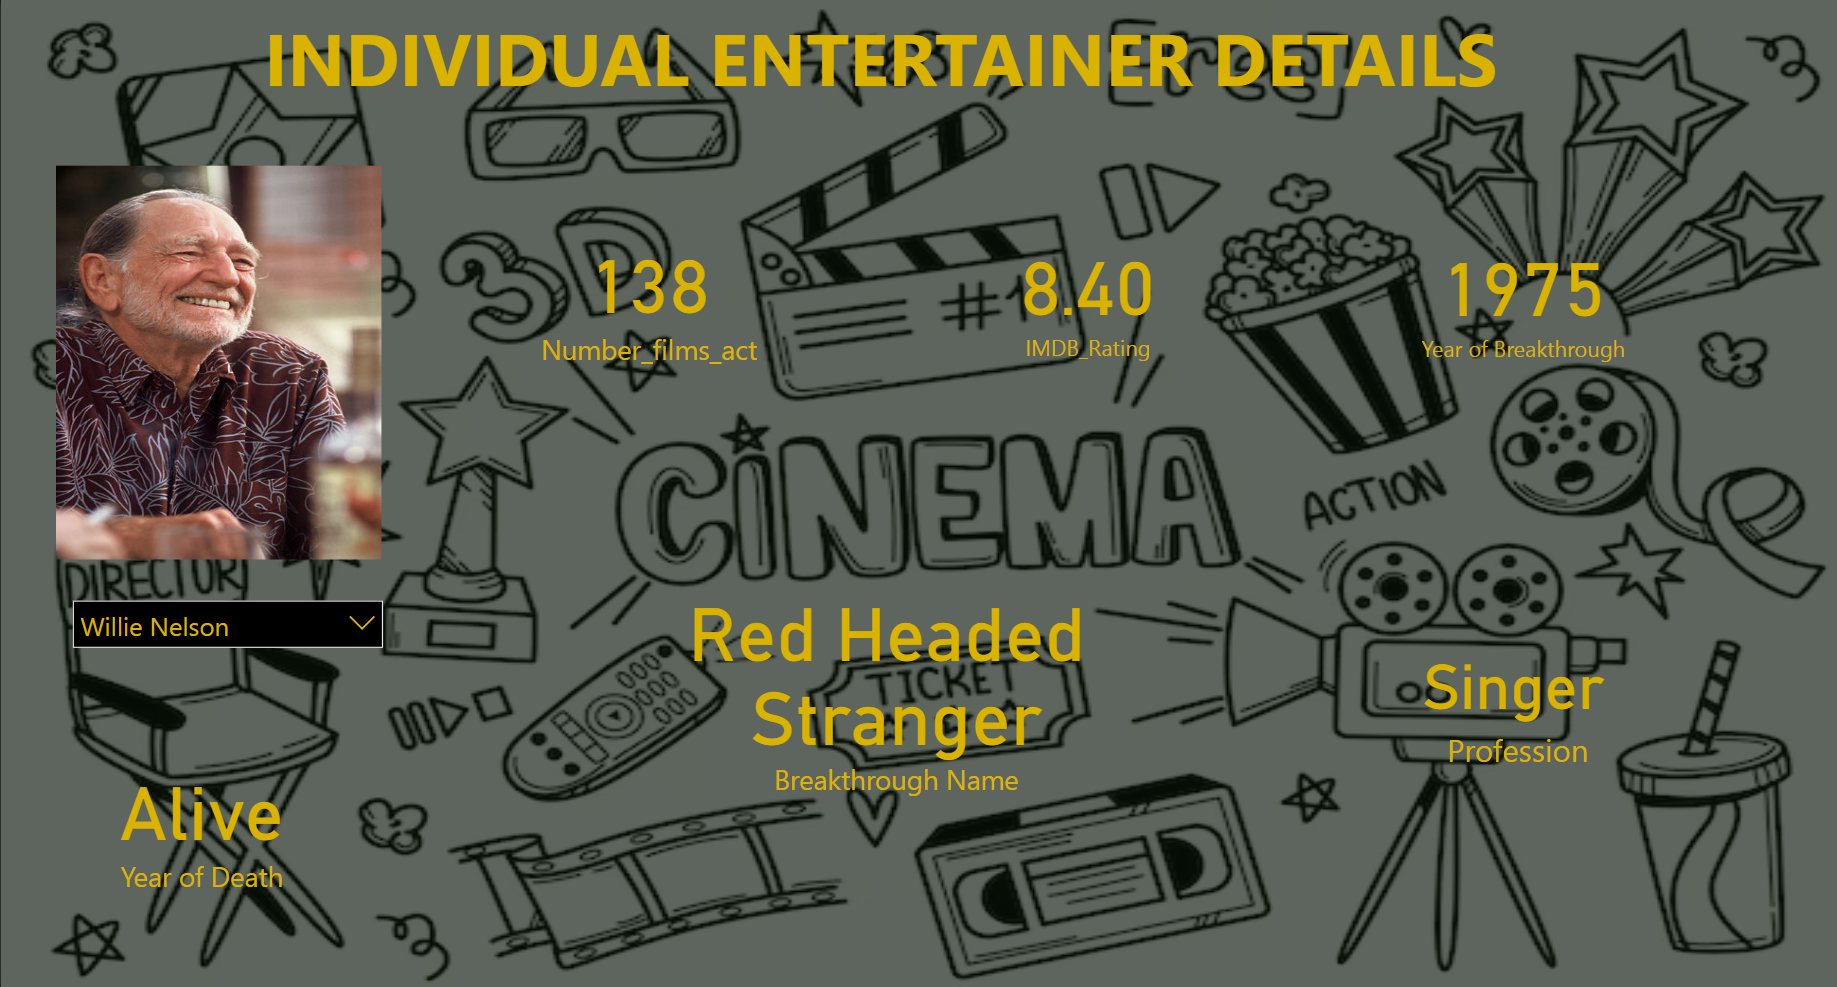 INDIVIDUAL ENTERTAINER DETAILS
3D
#1
138
Number_films_act
8.40
IMDB_Rating
1975
Year of Breakthrough
CiNEMA
ACTION
DIRECTOR
Willie Nelson
Red Headed
TICKET
Stranger
Breakthrough Name
Singer
Profession
Alive
Year of Death